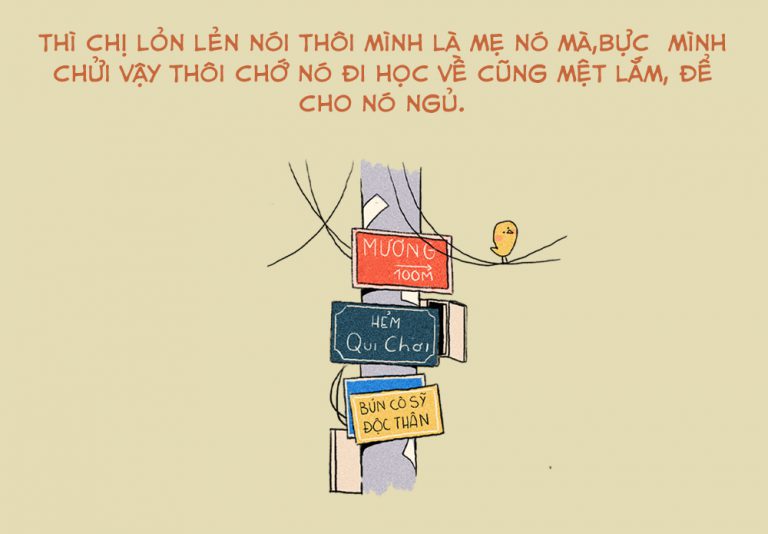 THÌ CHỊ LỎN LẺN NÓI THÔI MÌNH LÀ MẸ NÓ MÀ,BỰC MÌNH
CHỬI VẬY THÔI CHỚ NÓ ĐI HỌC VỀ CŨNG MỆT LẮM, ĐỂ
CHO NÓ NGỦ.
MƯƠNG
100M
HẺM
Qui Chơi
BÚN CÔ SỸ
ĐỘC THÂN